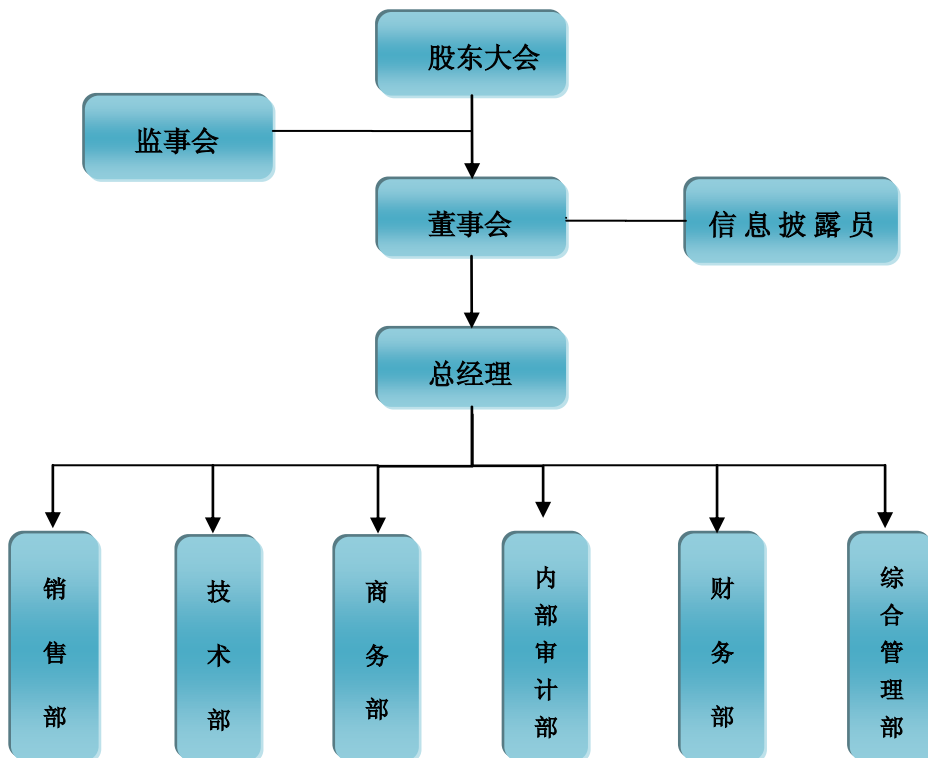 股东大会
监事会
董事会
信息披露员
总经理
销售部
技术部
商务部
内部审计部
财务部
综合管理部